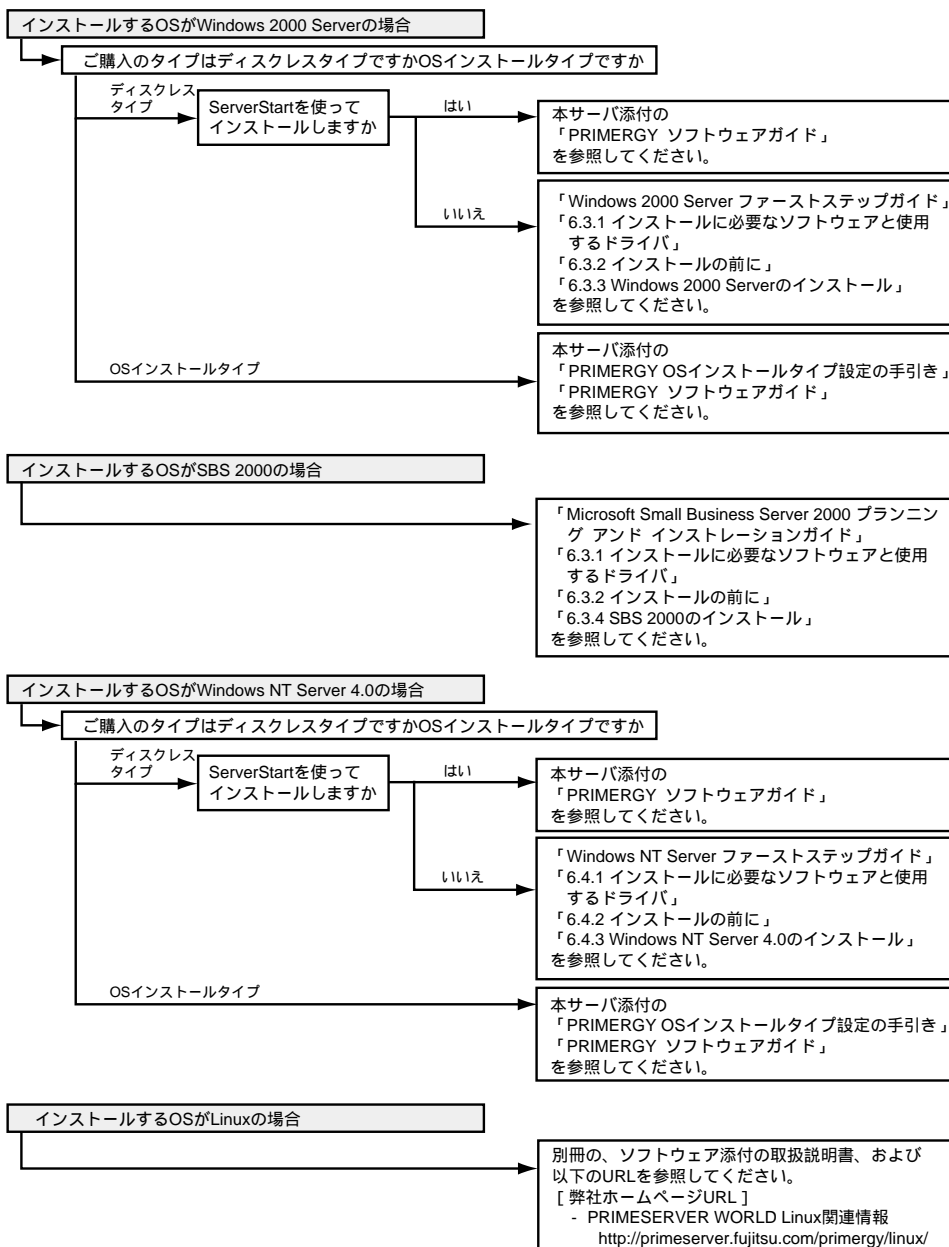 インストールするOSがWindows 2000 Serverの場合
ご購入のタイプはディスクレスタイプですかOSインストールタイプですか
ディスクレス
タイプ
ServerStartを使って
インストールしますか
はい
本サーバ添付の
「PRIMERGY ソフトウェアガイド」
を参照してください。
いいえ
「Windows 2000 Server ファーストステップガイド」
「6.3.1 インストールに必要なソフトウェアと使用
するドライバ」
「6.3.2 インストールの前に」
「6.3.3 Windows 2000 Serverのインストール」
を参照してください。
OSインストールタイプ
本サーバ添付の
「PRIMERGY OSインストールタイプ設定の手引き」
「PRIMERGY ソフトウェアガイド」
を参照してください。
インストールするOSがSBS 2000の場合
「Microsoft Small Business Server 2000 プランニン
グ アンド インストレーションガイド」
「6.3.1 インストールに必要なソフトウェアと使用
するドライバ」
「6.3.2 インストールの前に」
「6.3.4 SBS 2000のインストール」
を参照してください。
インストールするOSがWindows NT Server 4.0の場合
ご購入のタイプはディスクレスタイプですかOSインストールタイプですか
ディスクレス
タイプ
ServerStartを使って
インストールしますか
はい
本サーバ添付の
「PRIMERGY ソフトウェアガイド」
を参照してください。
いいえ
「Windows NT Server ファーストステップガイド」
「6.4.1 インストールに必要なソフトウェアと使用
するドライバ」
「6.4.2 インストールの前に」
「6.4.3 Windows NT Server 4.0のインストール」
を参照してください。
OSインストールタイプ
本サーバ添付の
「PRIMERGY OSインストールタイプ設定の手引き」
「PRIMERGY ソフトウェアガイド」
を参照してください。
インストールするOSがLinuxの場合
別冊の、ソフトウェア添付の取扱説明書、および
以下のURLを参照してください。
[ 弊社ホームページURL ]
- PRIMESERVER WORLD Linux関連情報
http://primeserver.fujitsu.com/primergy/linux/